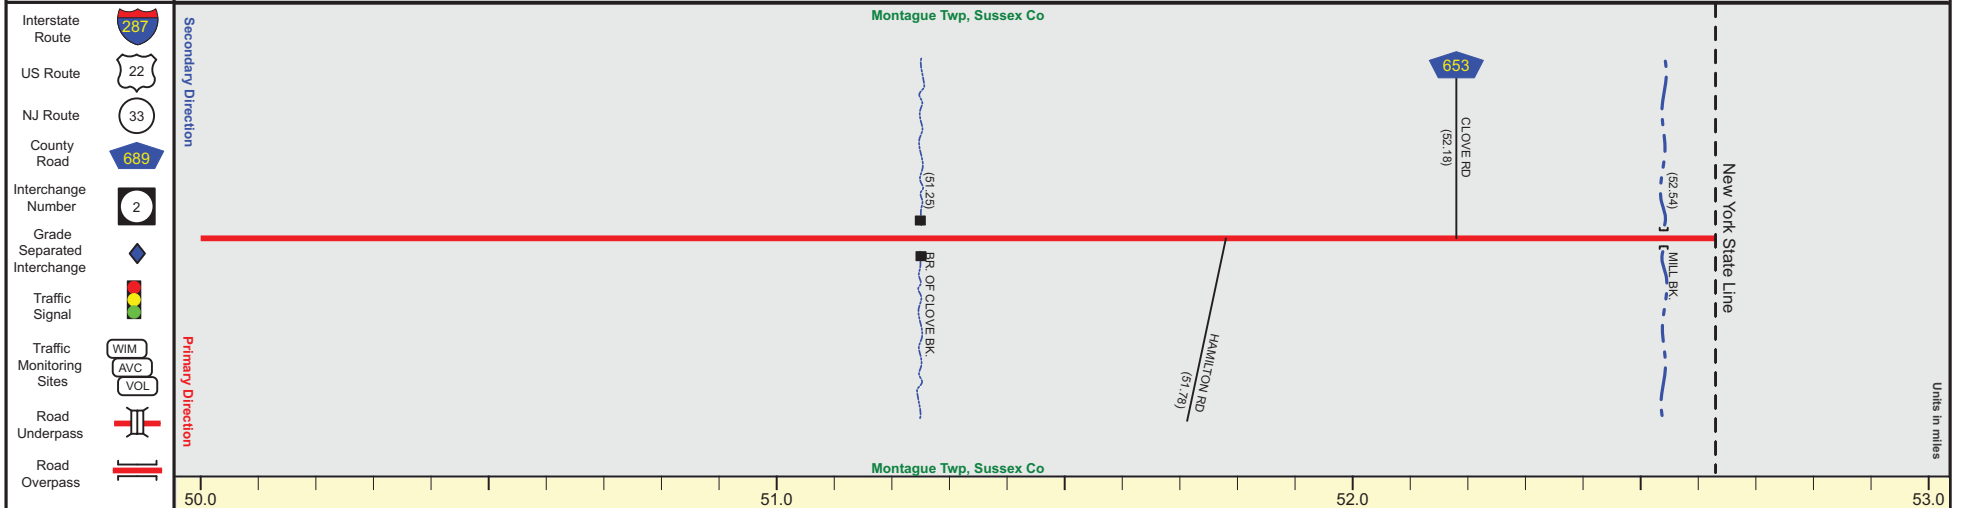 Interstate
Route
287
US Route
22
NJ Route
33
County
Road
689
Interchange
Number
2
Grade
Separated
Interchange
Traffic
Signal
Traffic
Monitoring
Sites
WIM
AVC
VOL
Road
Underpass
Road
Overpass
Secondary Direction
Primary Direction
Montague Twp, Sussex Co
(51.25)
BR. OF CLOVE BK.
HAMILTON RD
(51.78)
653
CLOVE RD
(52.18)
(52.54)
MILL BK.
New York State Line
Units in miles
Montague Twp, Sussex Co
50.0
51.0
52.0
53.0